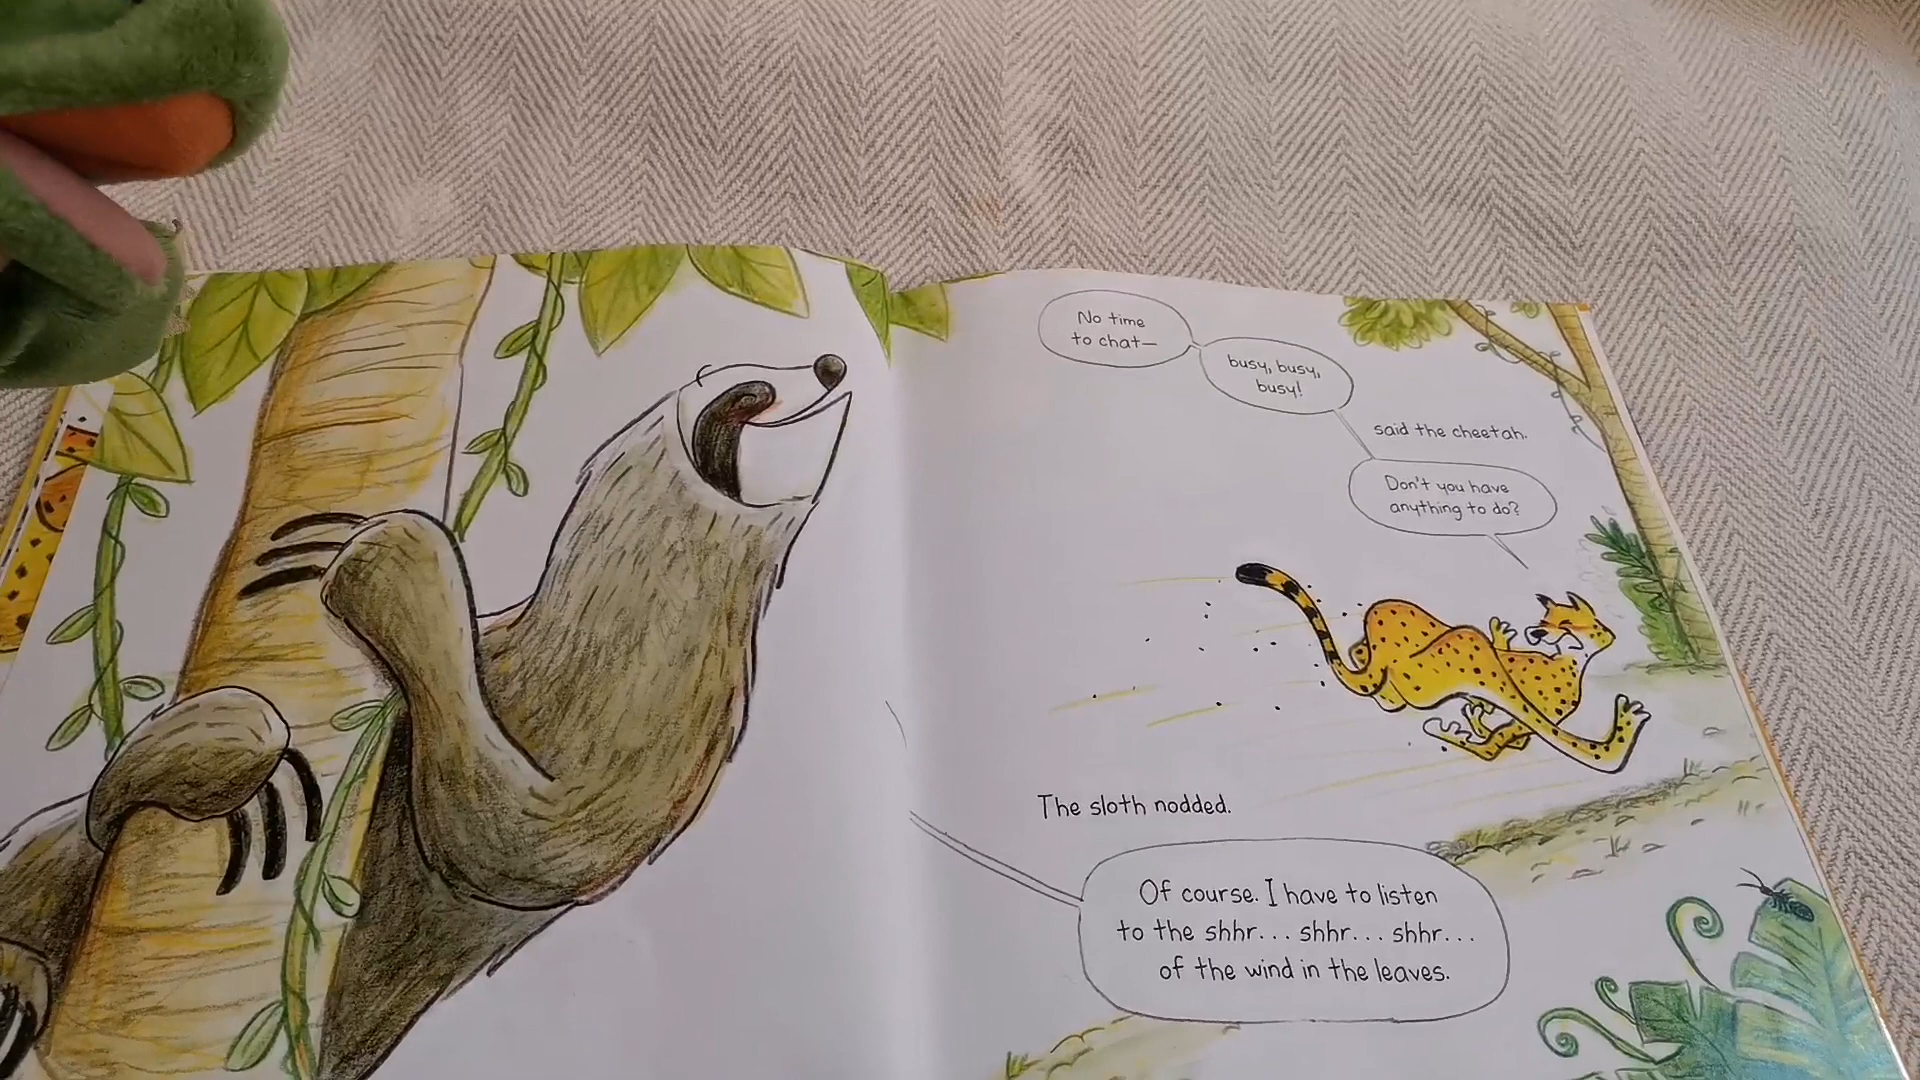 No time
to chat—
busy, busy,
busy!
said the cheetah.
Don't you have
anything to do?
The sloth nodded.
Of course. I have to listen
to the shhr... shhr... shhr...
of the wind in the leaves.